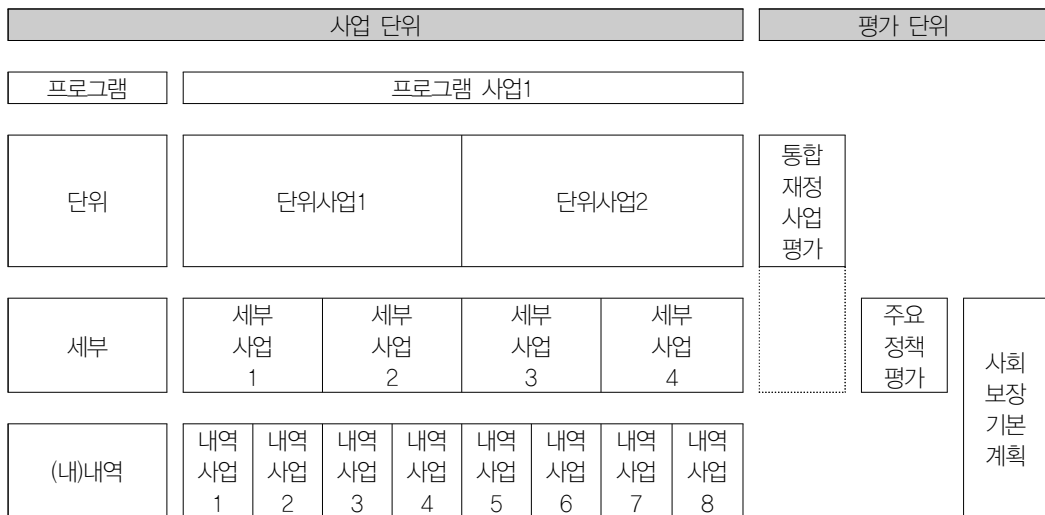 사업 단위
평가 단위
프로그램
프로그램 사업1
단위
단위사업1
단위사업2
통합
재정
사업
평가
세부
세부
사업
1
세부
사업
2
세부
사업
3
세부
사업
4
주요
정책
평가
사회
보장
기본
계획
(내)내역
내역
사업
1
내역
사업
2
내역
사업
3
내역
사업
4
내역
사업
5
내역
사업
6
내역
사업
7
내역
사업
8